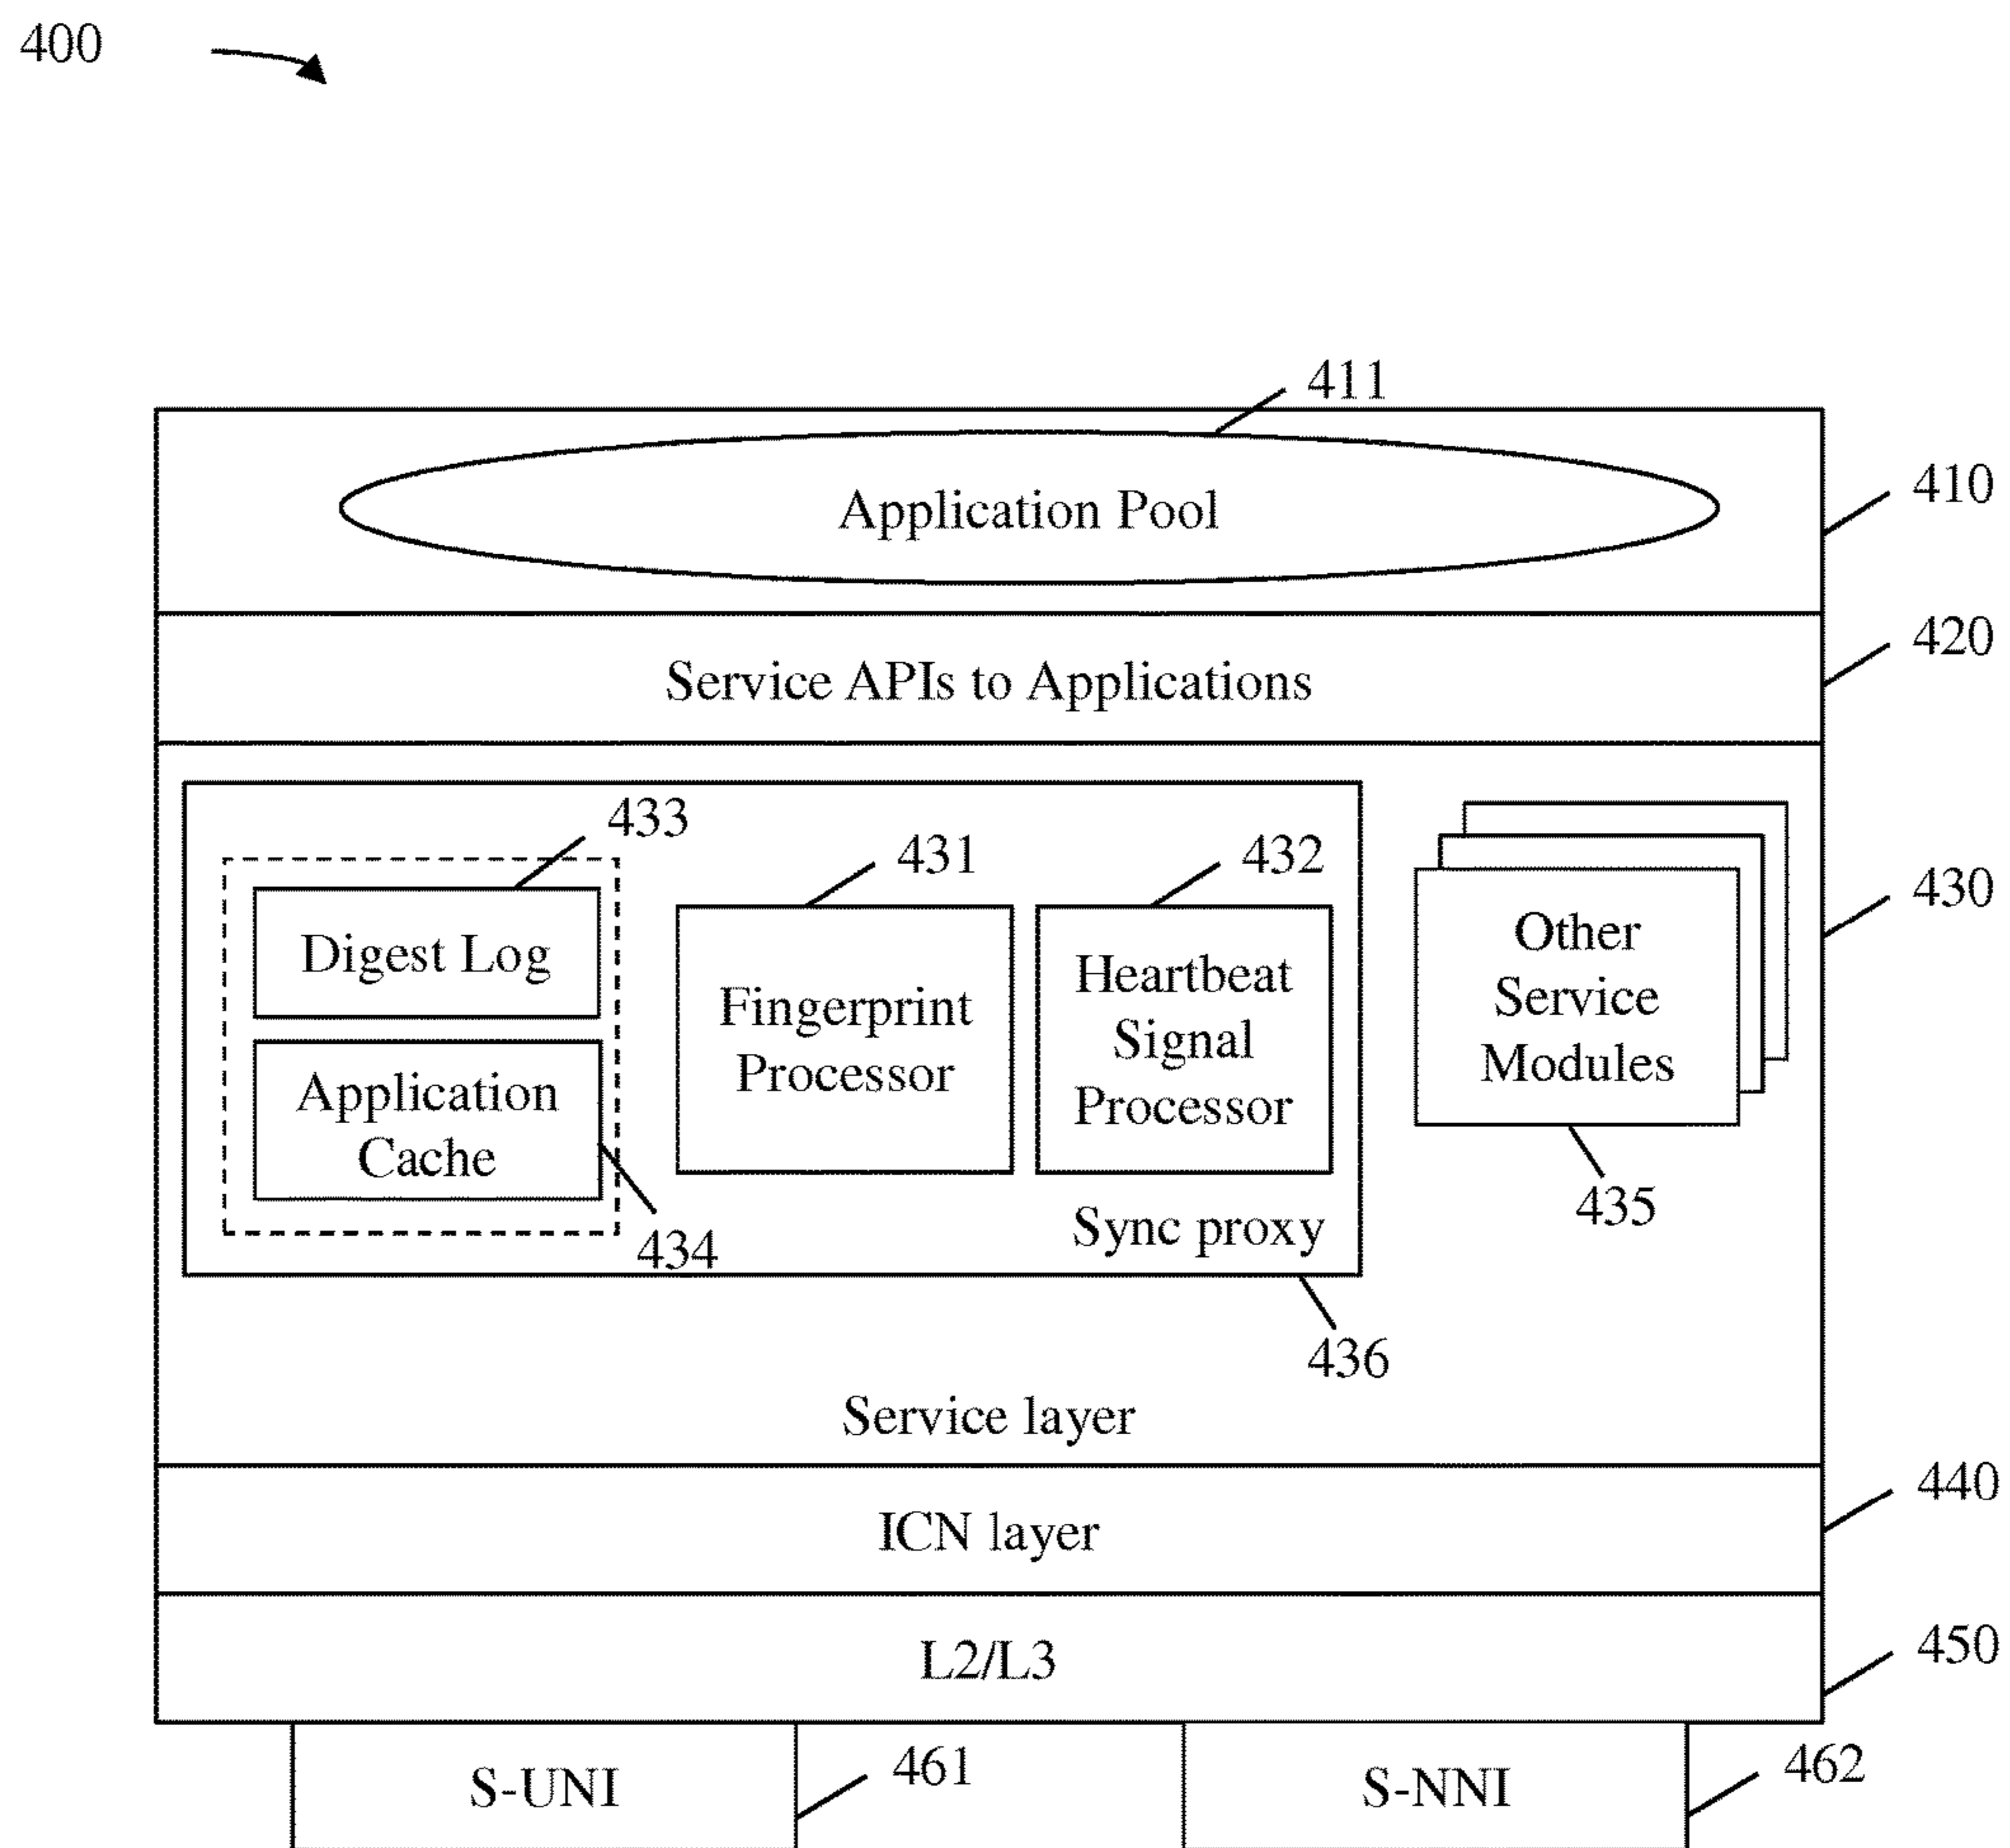 400
411
Application Pool
410
420
Service APIs to Applications
433
431
432
430
Digest Log
Fingerprint
Processor
Heartbeat
Signal
Processor
Other
Service
Modules
Application
Cache
434
Sync proxy
435
436
Service layer
440
ICN layer
450
L2/L3
S-UNI
461
S-NNI
462